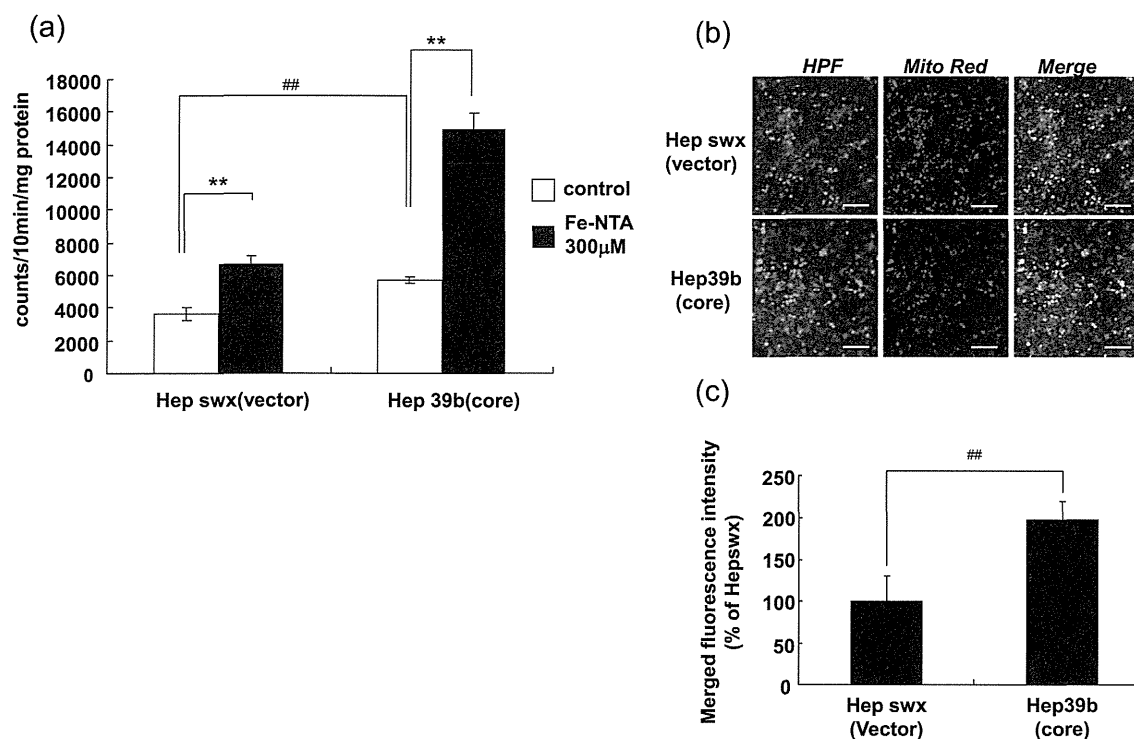 (a)
##
**
**
18000
16000
14000
12000
10000
8000
6000
4000
2000
0
counts/10min/mg protein
control
Fe-NTA
300μM
Hep swx(vector)
Hep 39b(core)
(b)
HPF
Mito Red
Merge
Hep swx
(vector)
Hep39b
(core)
(c)
##
250
200
150
100
50
0
Merged fluorescence intensity
(% of Hepswx)
Hep swx
(Vector)
Hep39b
(core)